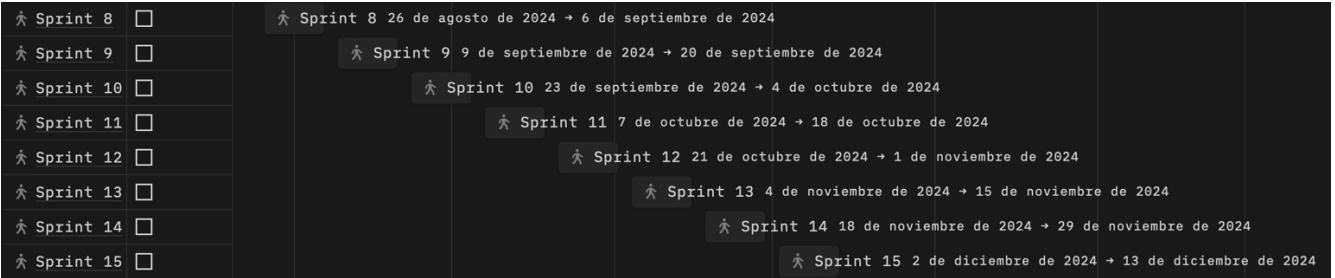 Sprint 8 Sprint 8 26 de agosto de 2024 → 6 de septiembre de 2024
Sprint 9 Sprint 9 9 de septiembre de 2024 → 20 de septiembre de 2024
Sprint 10 Sprint 10 23 de septiembre de 2024 → 4 de octubre de 2024
Sprint 11 Sprint 11 7 de octubre de 2024 → 18 de octubre de 2024
Sprint 12 Sprint 12 21 de octubre de 2024 → 1 de noviembre de 2024
Sprint 13 Sprint 13 4 de noviembre de 2024 → 15 de noviembre de 2024
Sprint 14 Sprint 14 18 de noviembre de 2024 → 29 de noviembre de 2024
Sprint 15 Sprint 15 2 de diciembre de 2024 → 13 de diciembre de 2024